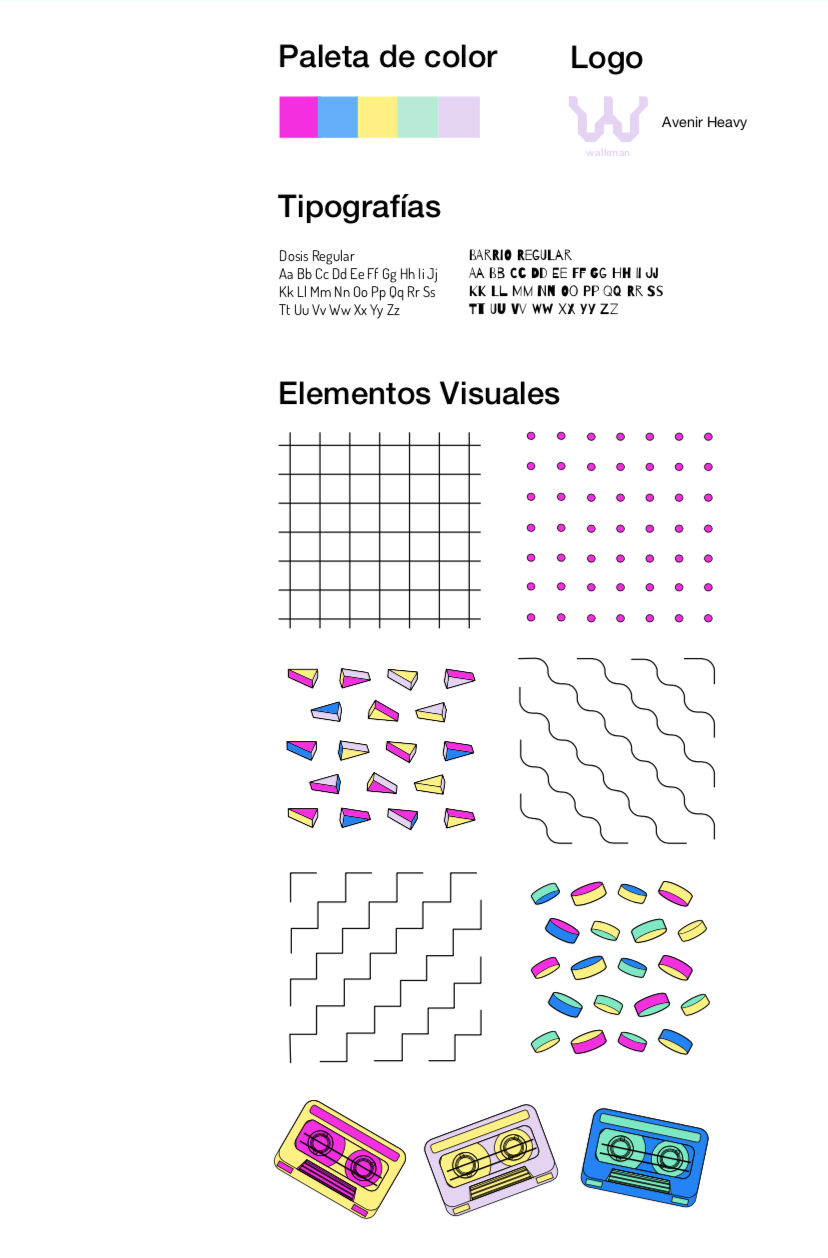 Paleta de color
Logo
Avenir Heavy
walkman
Tipografías
Dosis Regular
Aa Bb Cc Dd Ee Ff Gg Hh Ii Jj
Kk Ll Mm Nn Oo Pp Qq Rr Ss
Tt Uu Vv Ww Xx Yy Zz
BARRIO REGULAR
AA BB CC DD EE FF GG HH II JJ
KK LL MM NN OO PP QQ RR SS
TT UU VV WW XX YY ZZ
Elementos Visuales